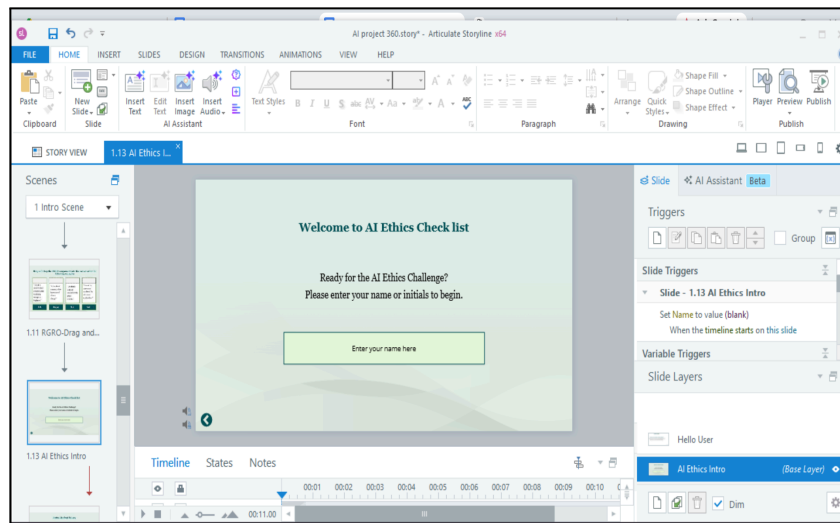 AI project 360.story* - Articulate Storyline x64
FILE HOME INSERT SLIDES DESIGN TRANSITIONS ANIMATIONS VIEW HELP
Paste
New Slide
Insert Text
Edit Text
Insert Image
Insert Audio
Text Styles
B I U S abc AV Aa A ABC
Arrange
Quick Styles
Shape Fill
Shape Outline
Shape Effect
Player
Preview
Publish
Clipboard Slide AI Assistant Font Paragraph Drawing Publish
STORY VIEW
1.13 AI Ethics I...
Scenes
1 Intro Scene
1.11 RGRO-Drag and...
1.13 AI Ethics Intro
Welcome to AI Ethics Check list
Ready for the AI Ethics Challenge?
Please enter your name or initials to begin.
Enter your name here
Timeline States Notes
00:01 00:02 00:03 00:04 00:05 00:06 00:07 00:08 00:09 00:10
00:11.00
Slide AI Assistant Beta
Triggers
Group
Slide Triggers
Slide - 1.13 AI Ethics Intro
Set Name to value (blank)
When the timeline starts on this slide
Variable Triggers
Slide Layers
Hello User
AI Ethics Intro (Base Layer)
Dim